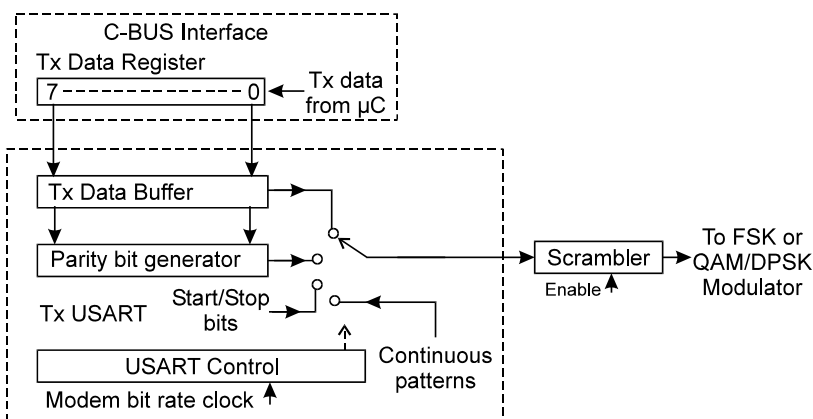 C-BUS Interface
Tx Data Register
7 0
Tx data
from µC
Tx Data Buffer
Parity bit generator
Start/Stop
bits
Tx USART
USART Control
Modem bit rate clock
Continuous
patterns
Scrambler
Enable
To FSK or
QAM/DPSK
Modulator